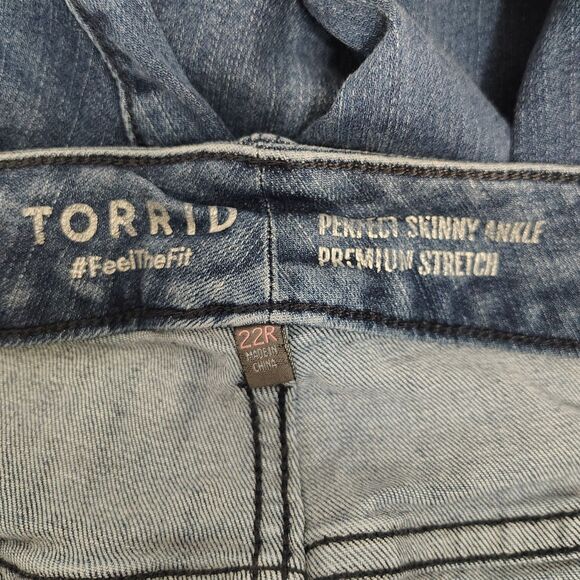 TORRID
#FeelTheFit
PERFECT SKINNY ANKLE
PREMIUM STRETCH
22R
MADE IN
CHINA